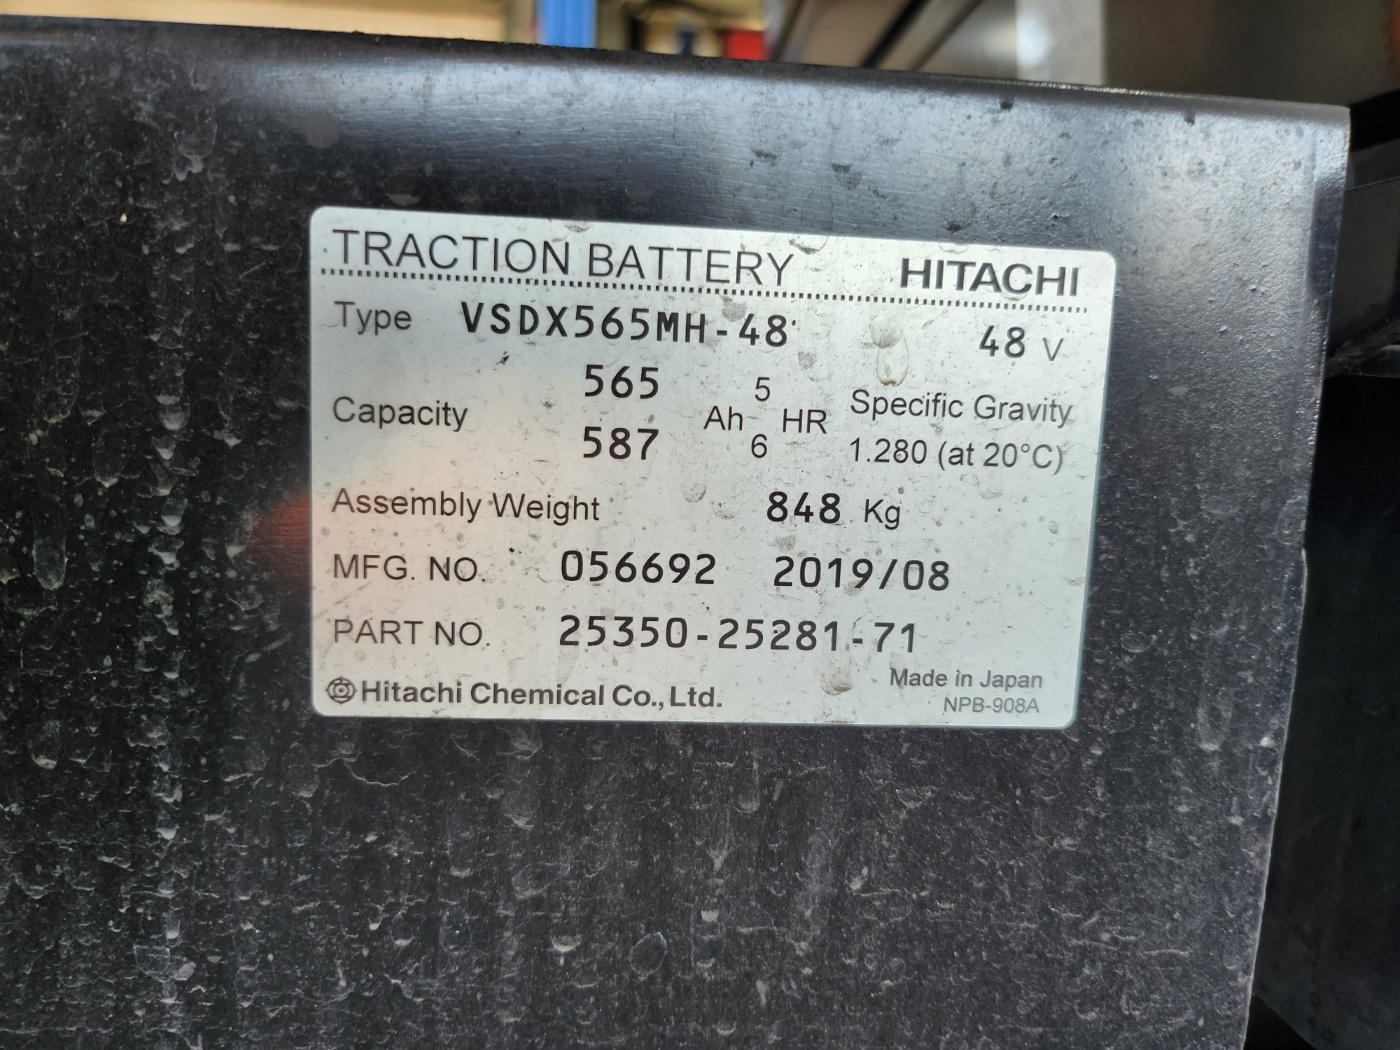 TRACTION BATTERY HITACHI
Type VSDX565MH-48 48 V
Capacity 565 587 Ah 5 6 HR Specific Gravity 1.280 (at 20°C)
Assembly Weight 848 Kg
MFG. NO. 056692 2019/08
PART NO. 25350-25281-71
Hitachi Chemical Co., Ltd. Made in Japan
NPB-908A